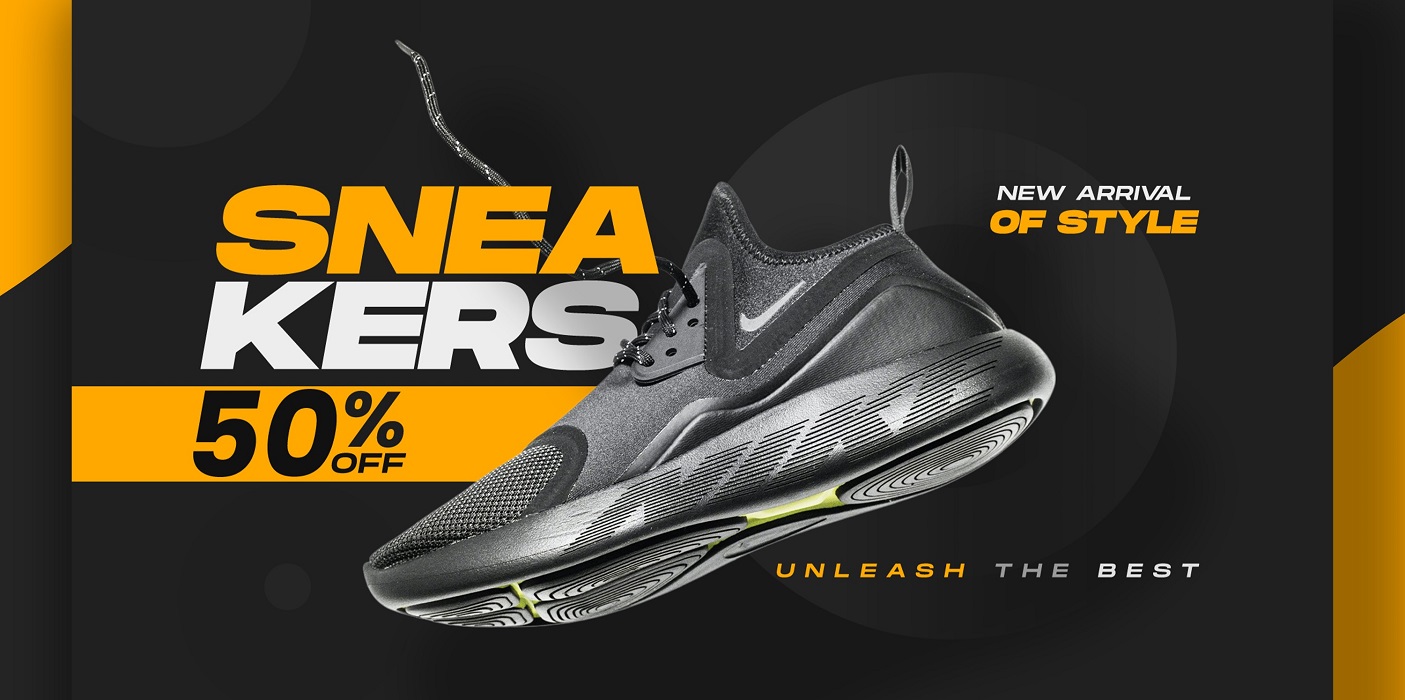 SNEA
KERS
50%
OFF
NEW ARRIVAL
OF STYLE
UNLEASH THE BEST